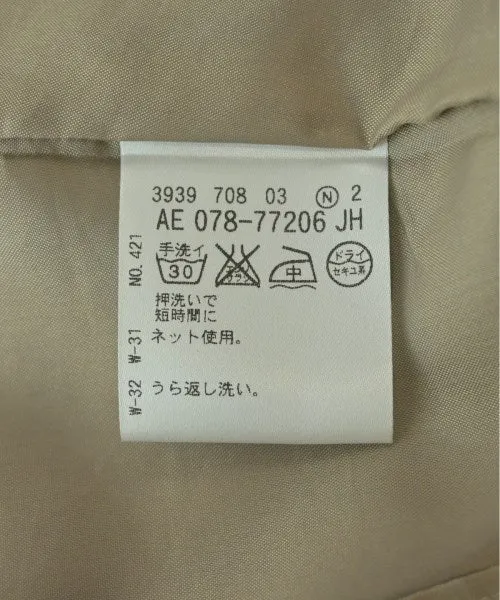 3939 708 03 Ⓝ 2
AE 078-77206 JH
手洗イ
30
中
ドライ
セキユ系
押洗いで
短時間に
ネット使用。
うら返し洗い。
NO. 421
W-31
W-32